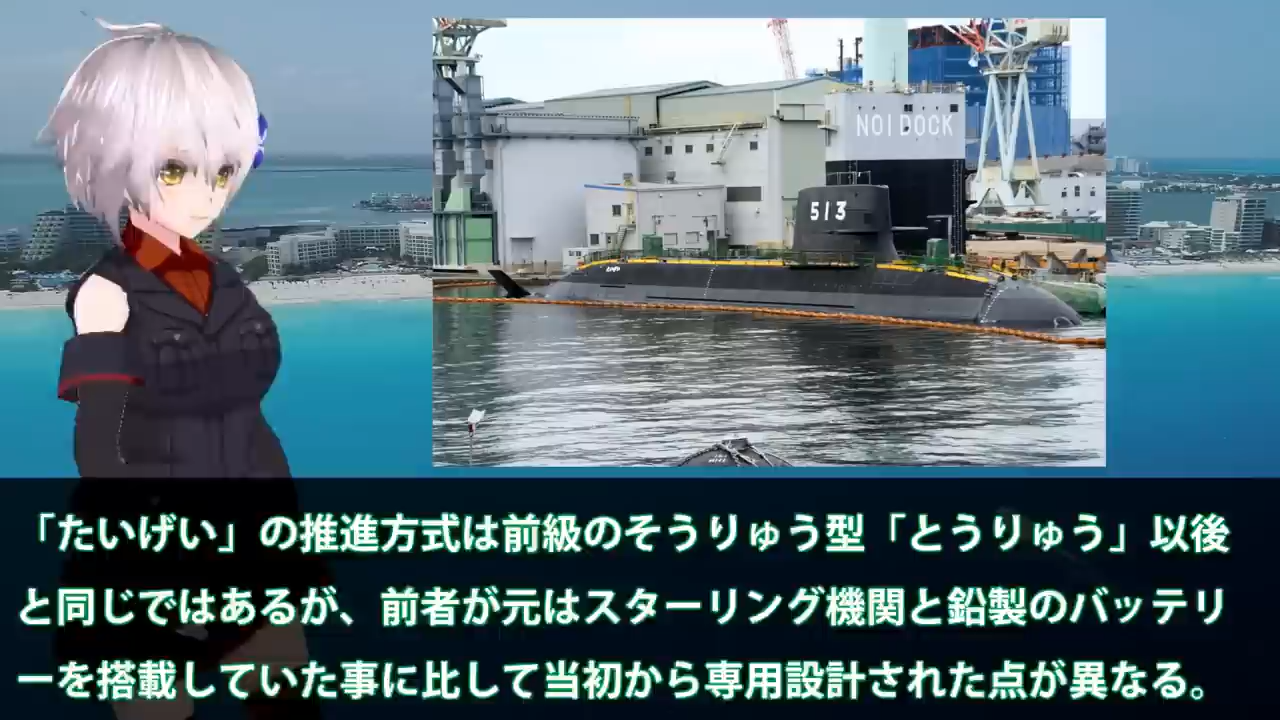 NO1 DOCK
513
「たいげい」の推進方式は前級のそうりゅう型「とうりゅう」以後
と同じではあるが、前者が元はスターリング機関と鉛製のバッテリ
ーを搭載していた事に比して当初から専用設計された点が異なる。